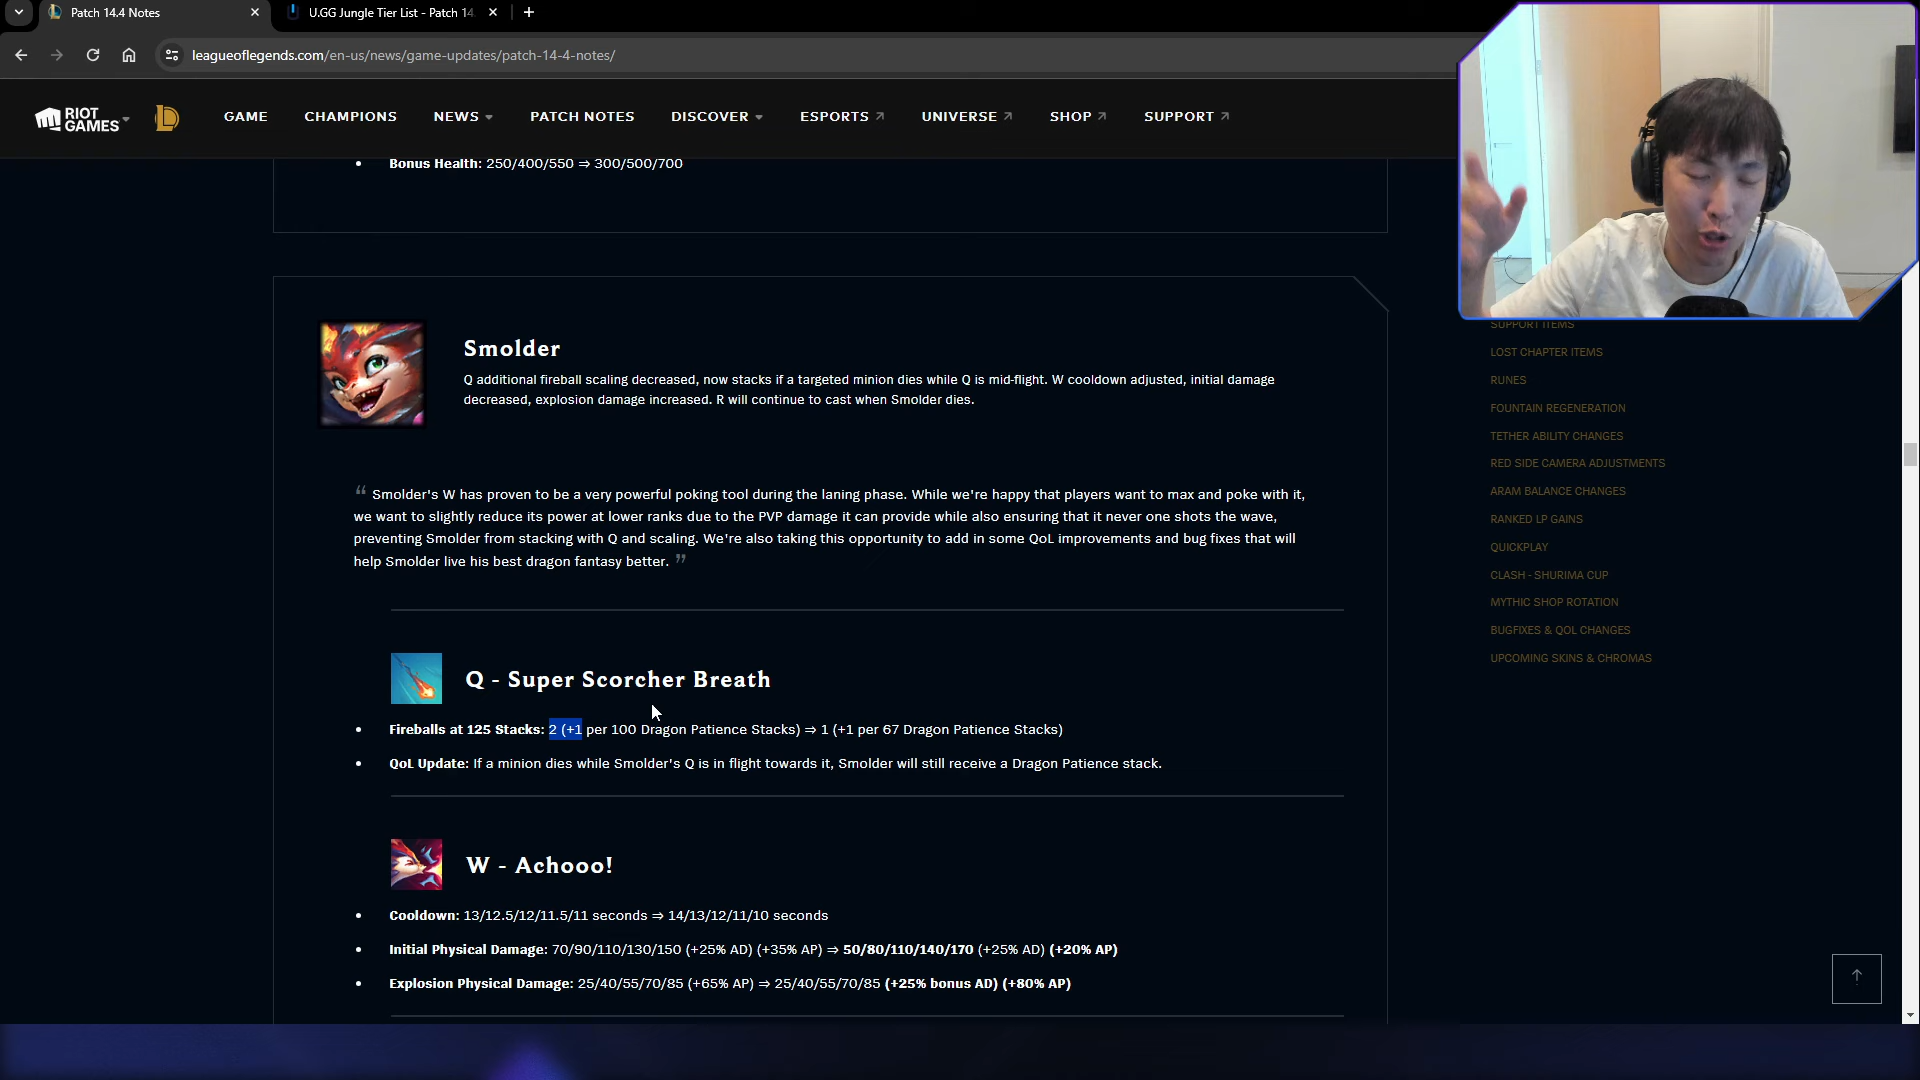 Patch 14.4 Notes
U.GG Jungle Tier List - Patch 14
leagueoflegends.com/en-us/news/game-updates/patch-14-4-notes/
RIOT GAMES
GAME
CHAMPIONS
NEWS
PATCH NOTES
DISCOVER
ESPORTS
UNIVERSE
SHOP
SUPPORT
Bonus Health: 250/400/550 ⇒ 300/500/700
Smolder
Q additional fireball scaling decreased, now stacks if a targeted minion dies while Q is mid-flight. W cooldown adjusted, initial damage
decreased, explosion damage increased. R will continue to cast when Smolder dies.
“ Smolder's W has proven to be a very powerful poking tool during the laning phase. While we're happy that players want to max and poke with it,
we want to slightly reduce its power at lower ranks due to the PVP damage it can provide while also ensuring that it never one shots the wave,
preventing Smolder from stacking with Q and scaling. We're also taking this opportunity to add in some QoL improvements and bug fixes that will
help Smolder live his best dragon fantasy better. ”
Q - Super Scorcher Breath
Fireballs at 125 Stacks: 2 (+1 per 100 Dragon Patience Stacks) ⇒ 1 (+1 per 67 Dragon Patience Stacks)
QoL Update: If a minion dies while Smolder's Q is in flight towards it, Smolder will still receive a Dragon Patience stack.
W - Achooo!
Cooldown: 13/12.5/12/11.5/11 seconds ⇒ 14/13/12/11/10 seconds
Initial Physical Damage: 70/90/110/130/150 (+25% AD) (+35% AP) ⇒ 50/80/110/140/170 (+25% AD) (+20% AP)
Explosion Physical Damage: 25/40/55/70/85 (+65% AP) ⇒ 25/40/55/70/85 (+25% bonus AD) (+80% AP)
SUPPORT ITEMS
LOST CHAPTER ITEMS
RUNES
FOUNTAIN REGENERATION
TETHER ABILITY CHANGES
RED SIDE CAMERA ADJUSTMENTS
ARAM BALANCE CHANGES
RANKED LP GAINS
QUICKPLAY
CLASH - SHURIMA CUP
MYTHIC SHOP ROTATION
BUGFIXES & QOL CHANGES
UPCOMING SKINS & CHROMAS